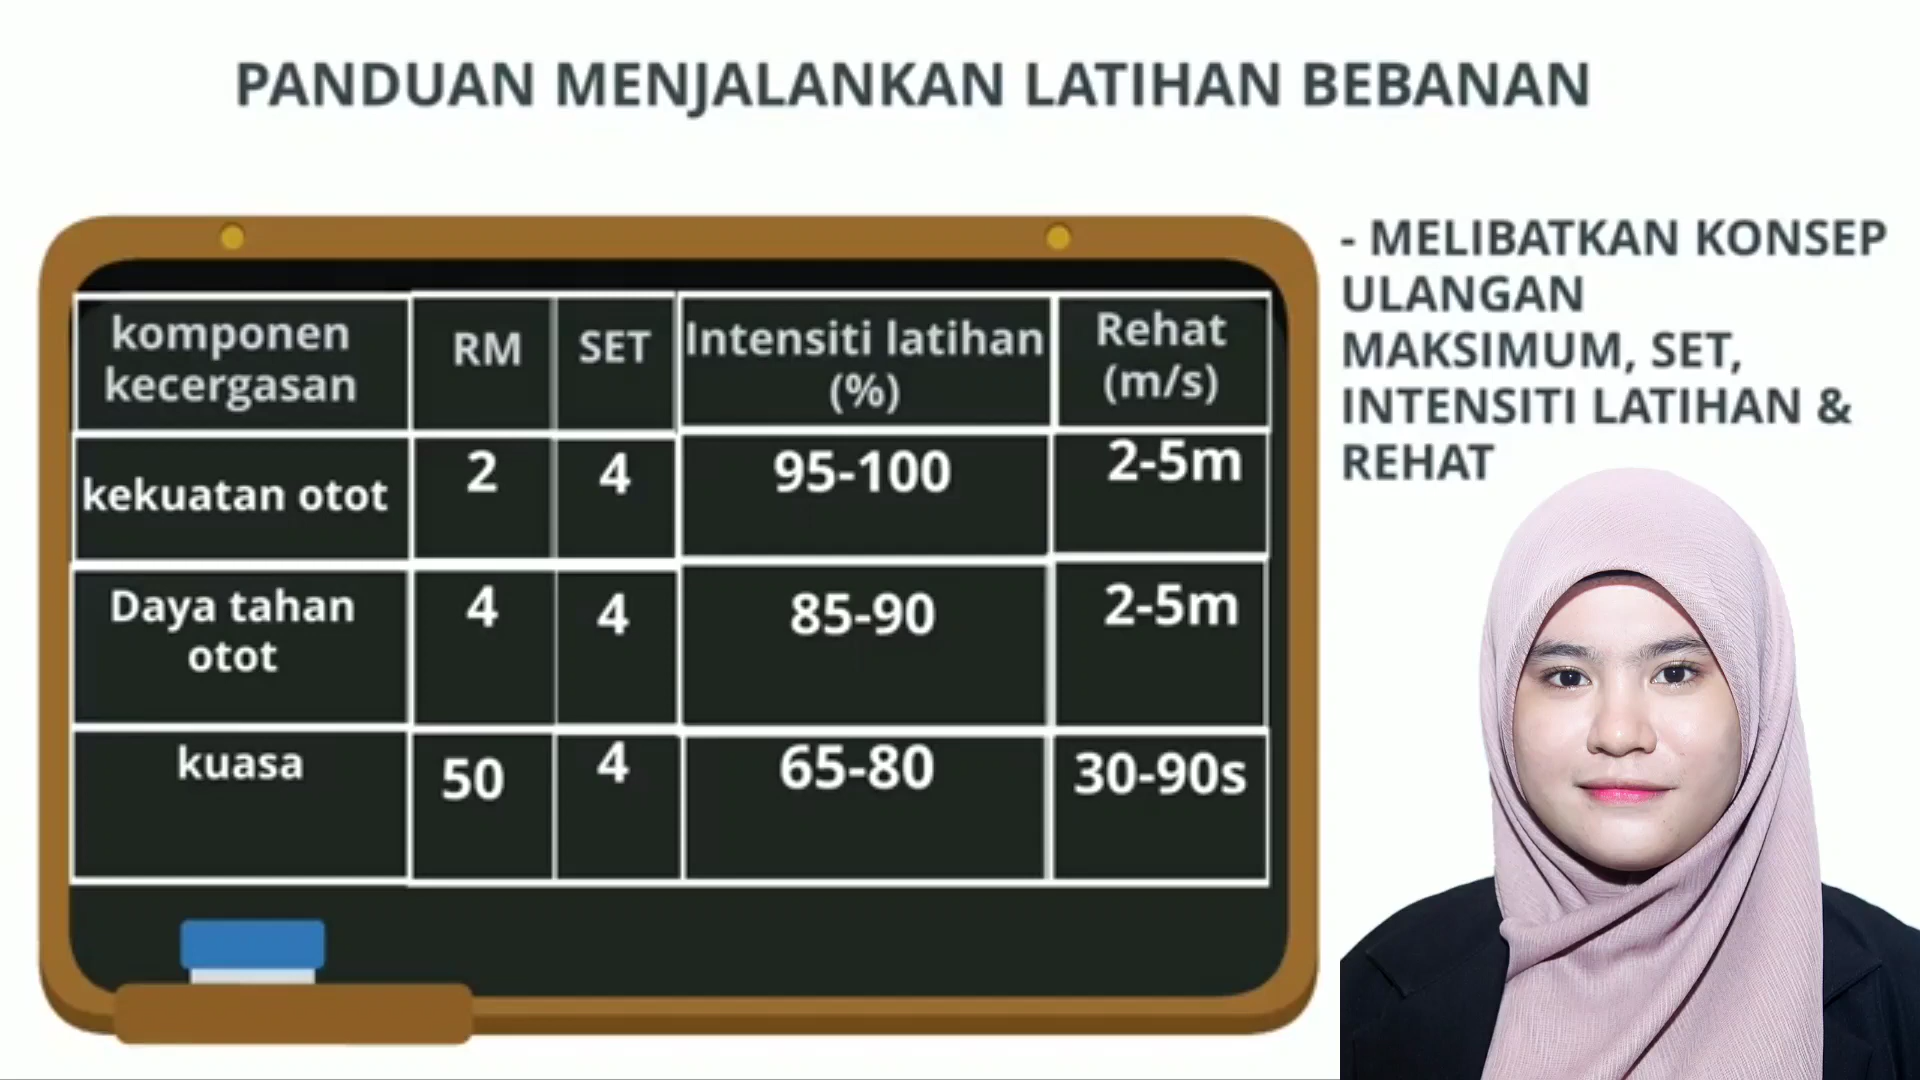 PANDUAN MENJALANKAN LATIHAN BEBANAN
komponen
kecergasan
RM
SET
Intensiti latihan
(%)
Rehat
(m/s)
kekuatan otot
2
4
95-100
2-5m
Daya tahan
otot
4
4
85-90
2-5m
kuasa
50
4
65-80
30-90s
- MELIBATKAN KONSEP
ULANGAN
MAKSIMUM, SET,
INTENSITI LATIHAN &
REHAT